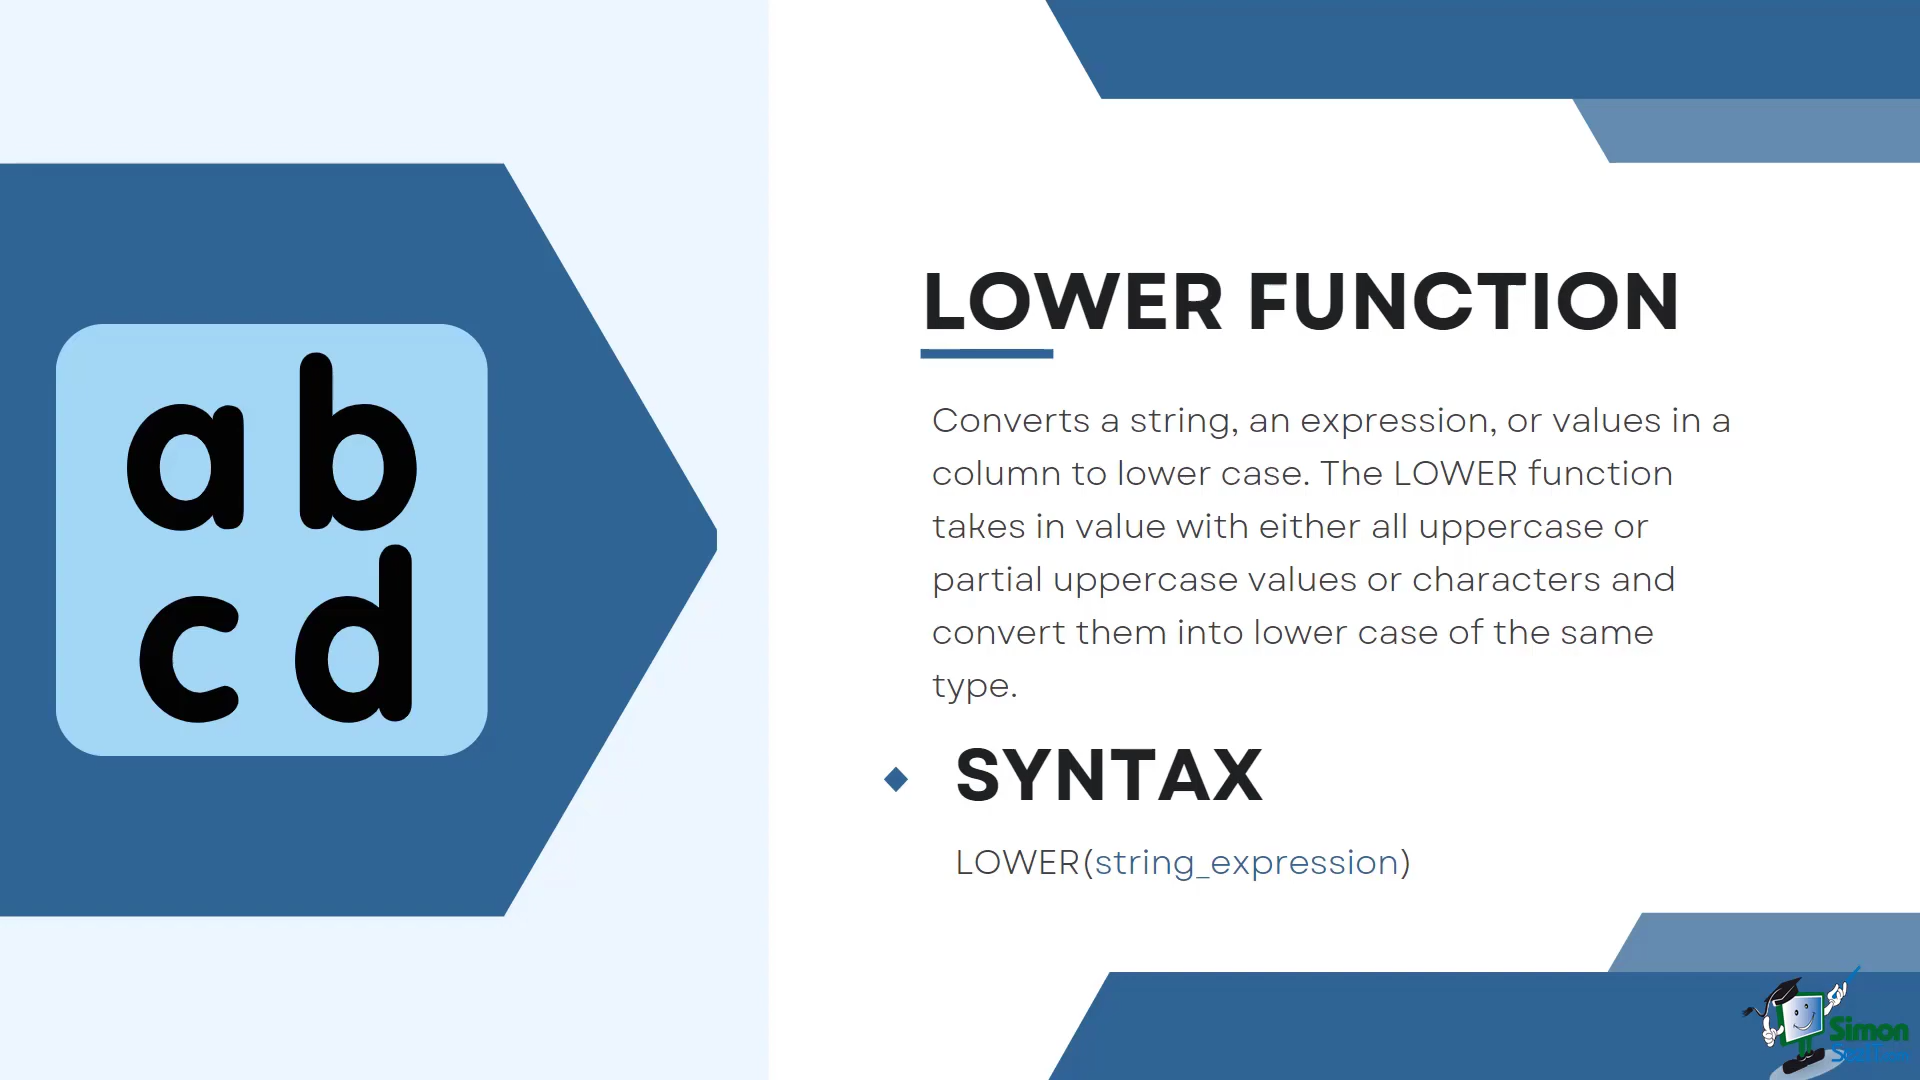 a b
c d
LOWER FUNCTION
Converts a string, an expression, or values in a
column to lower case. The LOWER function
takes in value with either all uppercase or
partial uppercase values or characters and
convert them into lower case of the same
type.
SYNTAX
LOWER(string_expression)
Simon